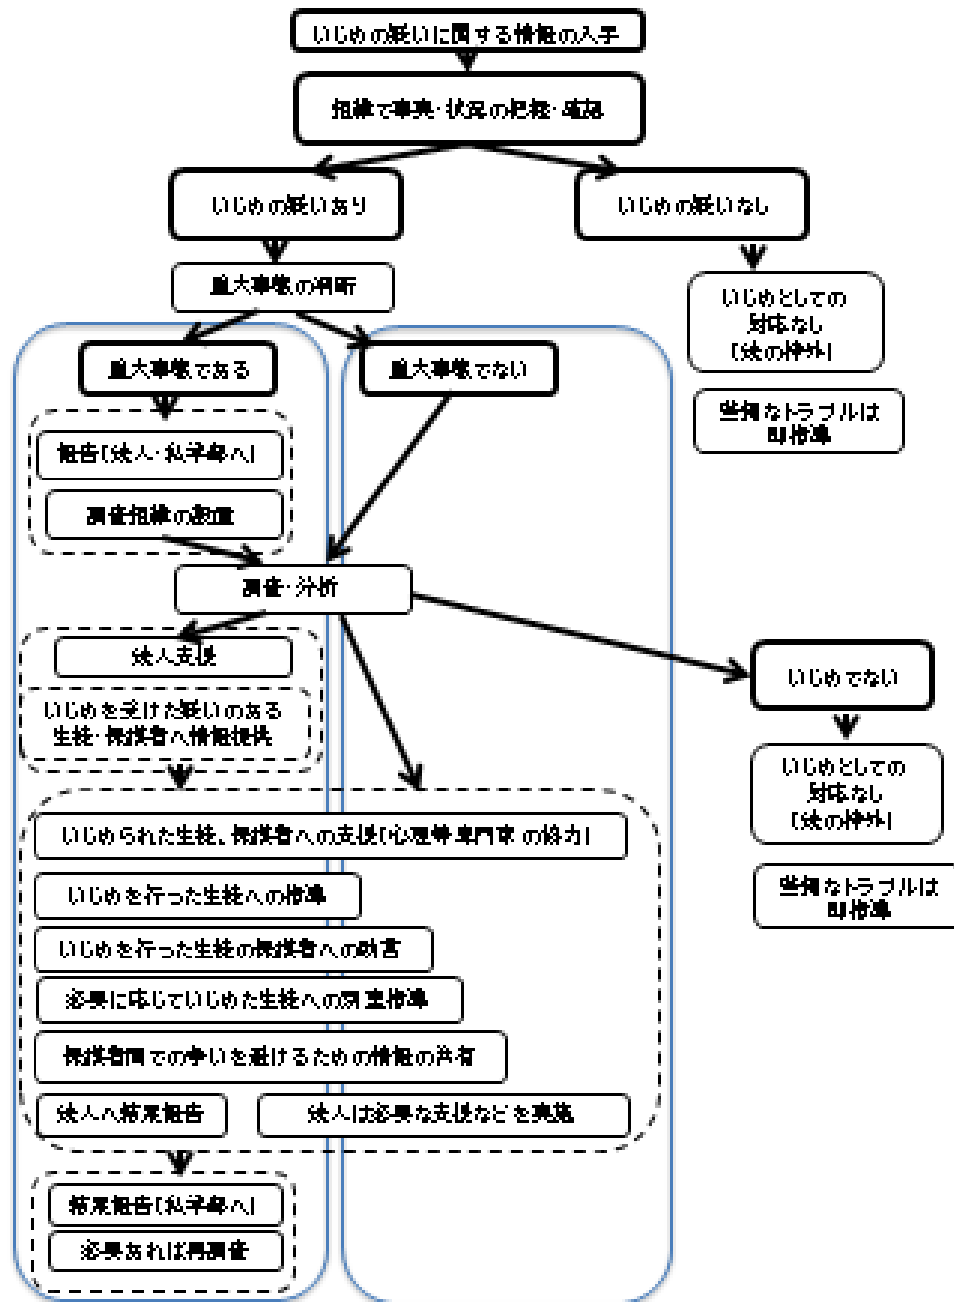 いじめの疑いに関する情報の入手
組織で事実・状況の把握・確認
いじめの疑いあり
いじめの疑いなし
重大事態の判断
いじめとしての
対応なし
(法の枠外)
重大事態である
重大事態でない
些細なトラブルは
即指導
報告(法人・私学部へ)
調査組織の設置
調査・分析
法人支援
いじめでない
いじめを受けた疑いのある
生徒・保護者へ情報提供
いじめとしての
対応なし
(法の枠外)
いじめられた生徒、保護者への支援(心理等専門家の協力)
いじめを行った生徒への指導
些細なトラブルは
即指導
いじめを行った生徒の保護者への助言
必要に応じていじめた生徒への別室指導
保護者間での争いを避けるための情報の共有
法人へ結果報告
法人は必要な支援などを実施
結果報告(私学部へ)
必要あれば再調査